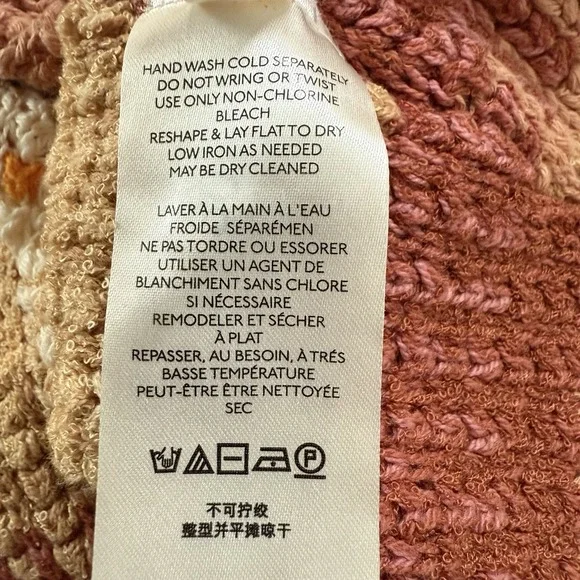 HAND WASH COLD SEPARATELY
DO NOT WRING OR TWIST
USE ONLY NON-CHLORINE
BLEACH
RESHAPE & LAY FLAT TO DRY
LOW IRON AS NEEDED
MAY BE DRY CLEANED
LAVER À LA MAIN À L'EAU
FROIDE SÉPARÉMEN
NE PAS TORDRE OU ESSORER
UTILISER UN AGENT DE
BLANCHIMENT SANS CHLORE
SI NÉCESSAIRE
REMODELER ET SÉCHER
À PLAT
REPASSER, AU BESOIN, À TRÉS
BASSE TEMPÉRATURE
PEUT-ÊTRE ÊTRE NETTOYÉE
SEC
P
不可拧绞
整型并平摊晾干